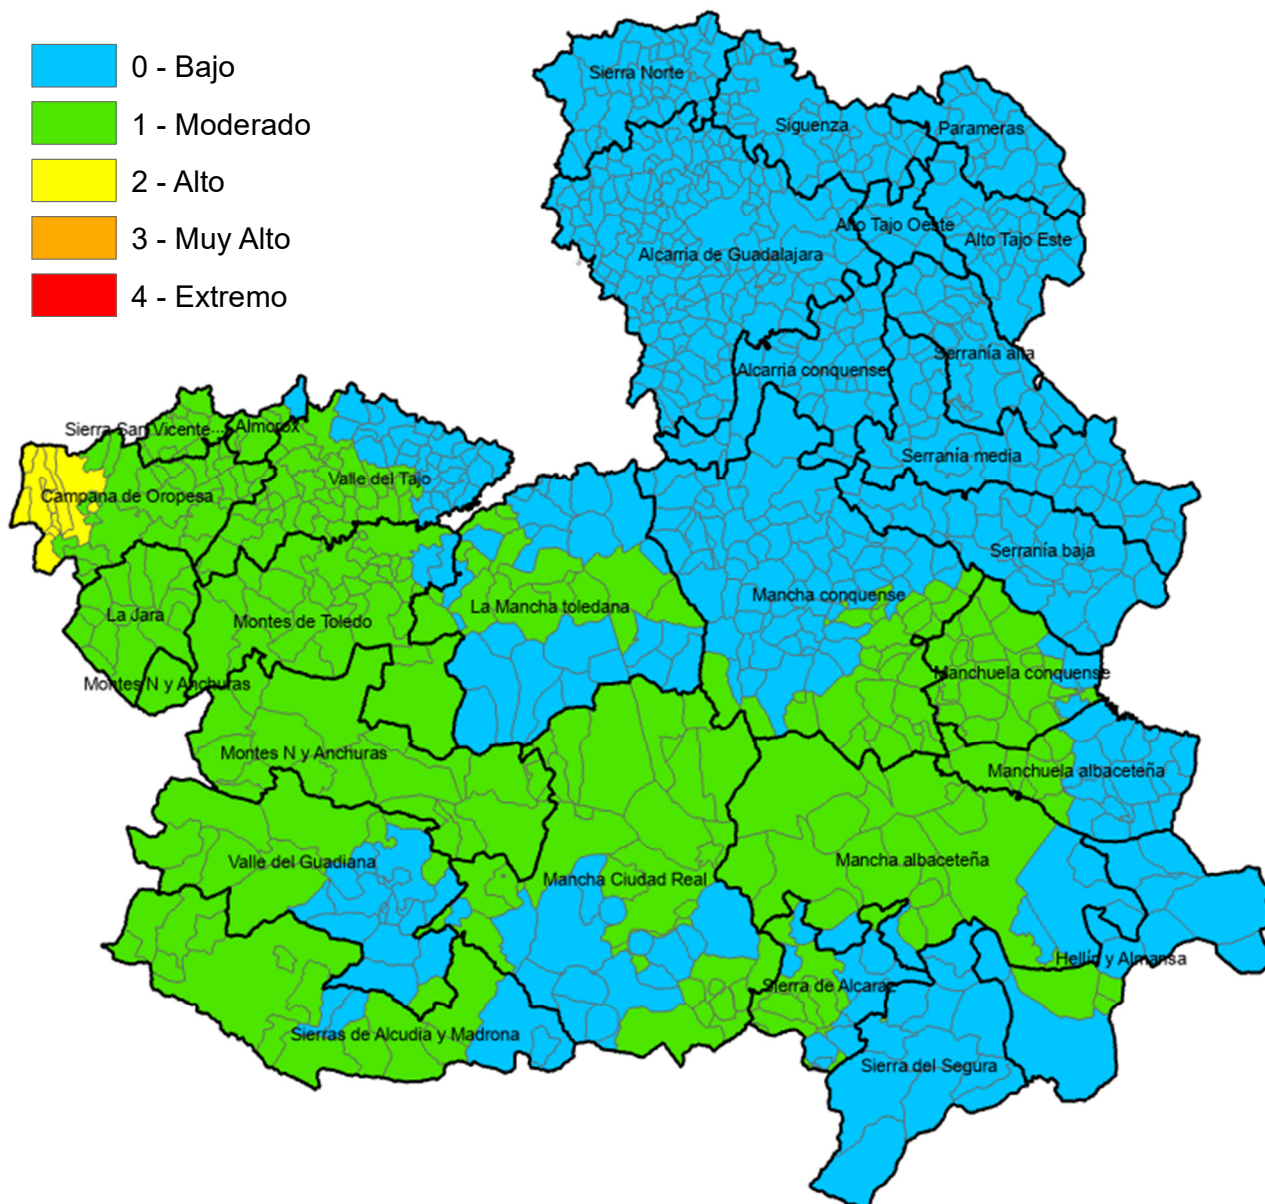 0 - Bajo
1 - Moderado
2 - Alto
3 - Muy Alto
4 - Extremo
Sierra Norte
Siguenza
Parameras
Alto Tajo Oeste
Alto Tajo Este
Alcarria de Guadalajara
Serranía alta
Alcarria conquense
Sierra San Vicente...
Almorox
Serranía media
Valle del Tajo
Campana de Oropesa
Serranía baja
Mancha conquense
La Mancha toledana
La Jara
Montes de Toledo
Manchuela conquense
Montes N y Anchuras
Montes N y Anchuras
Manchuela albaceteña
Valle del Guadiana
Mancha albaceteña
Mancha Ciudad Real
Hellín y Almansa
Sierra de Alcaraz
Sierras de Alcudia y Madrona
Sierra del Segura